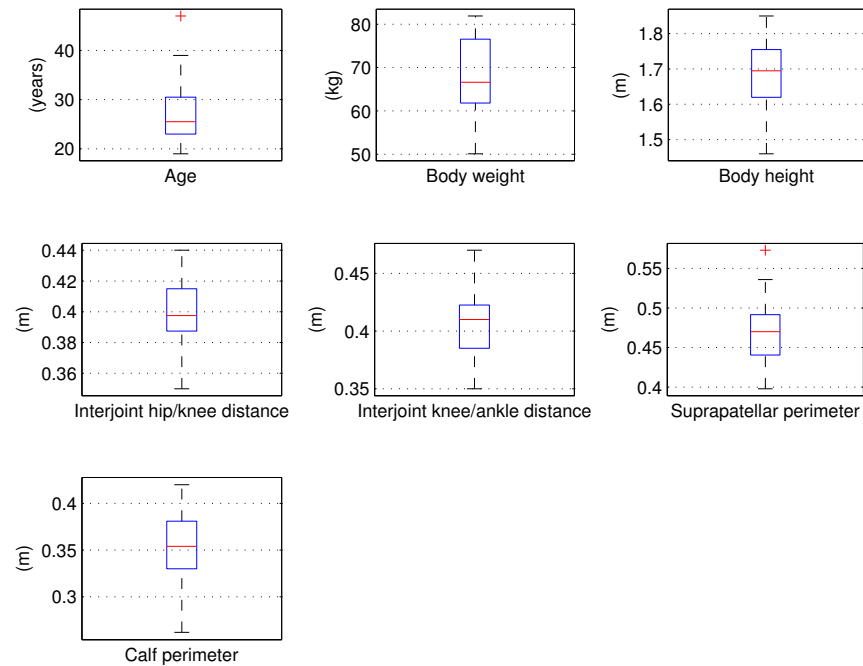 40
30
20
(years)
Age
80
70
60
50
(kg)
Body weight
1.8
1.7
1.6
1.5
(m)
Body height
0.44
0.42
0.4
0.38
0.36
(m)
Interjoint hip/knee distance
0.45
0.4
0.35
(m)
Interjoint knee/ankle distance
0.55
0.5
0.45
0.4
(m)
Suprapatellar perimeter
0.4
0.35
0.3
(m)
Calf perimeter